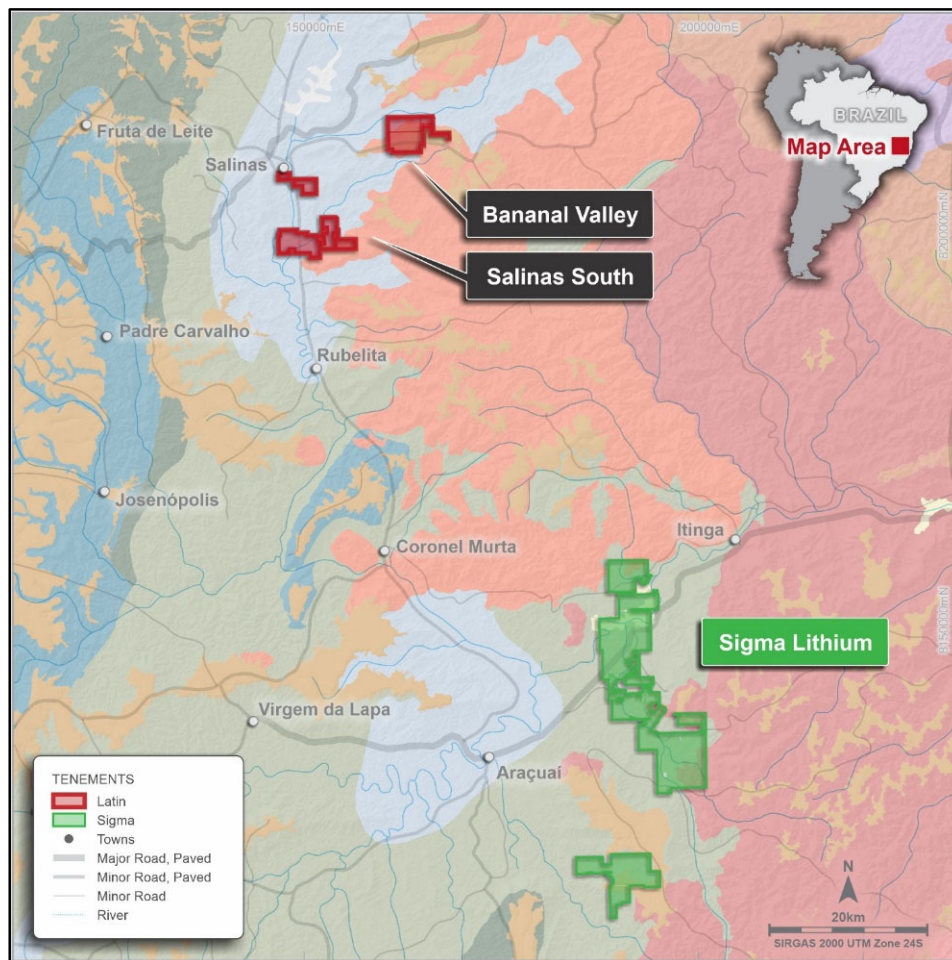 150000mE
200000mE
8200000mN
8150000mN
BRAZIL
Map Area
Fruta de Leite
Salinas
Bananal Valley
Salinas South
Padre Carvalho
Rubelita
Josenópolis
Coronel Murta
Itinga
Sigma Lithium
Virgem da Lapa
Araçuaí
TENEMENTS
Latin
Sigma
Towns
Major Road, Paved
Minor Road, Paved
Minor Road
River
N
20km
SIRGAS 2000 UTM Zone 24S